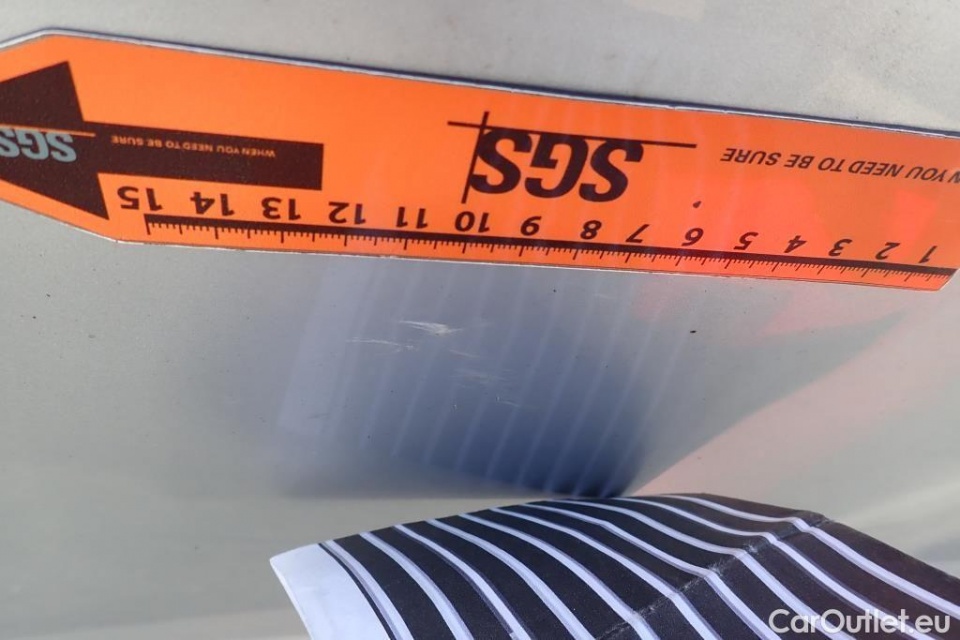 SGS
WHEN YOU NEED TO BE SURE
SGS
N YOU NEED TO BE SURE
15 14 13 12 11 10 9 8 7 6 5 4 3 2 1
CarOutlet.eu